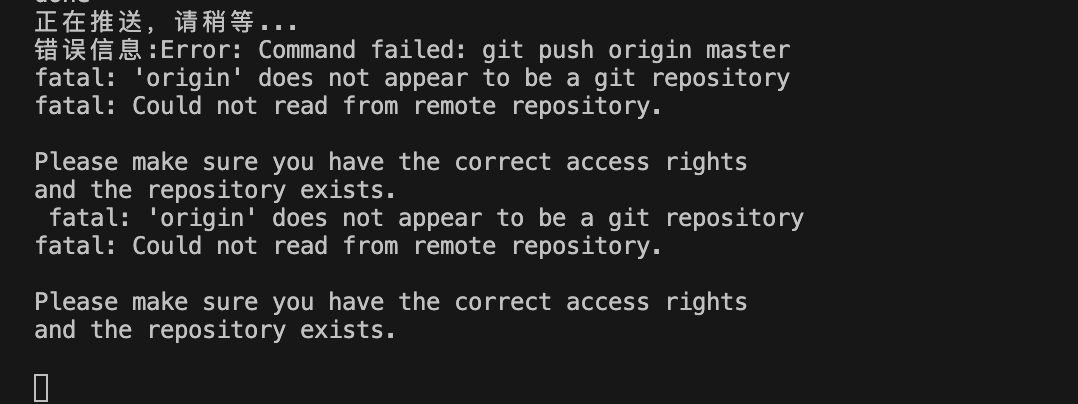 done
正在推送, 请稍等...
错误信息:Error: Command failed: git push origin master
fatal: 'origin' does not appear to be a git repository
fatal: Could not read from remote repository.
Please make sure you have the correct access rights
and the repository exists.
fatal: 'origin' does not appear to be a git repository
fatal: Could not read from remote repository.
Please make sure you have the correct access rights
and the repository exists.